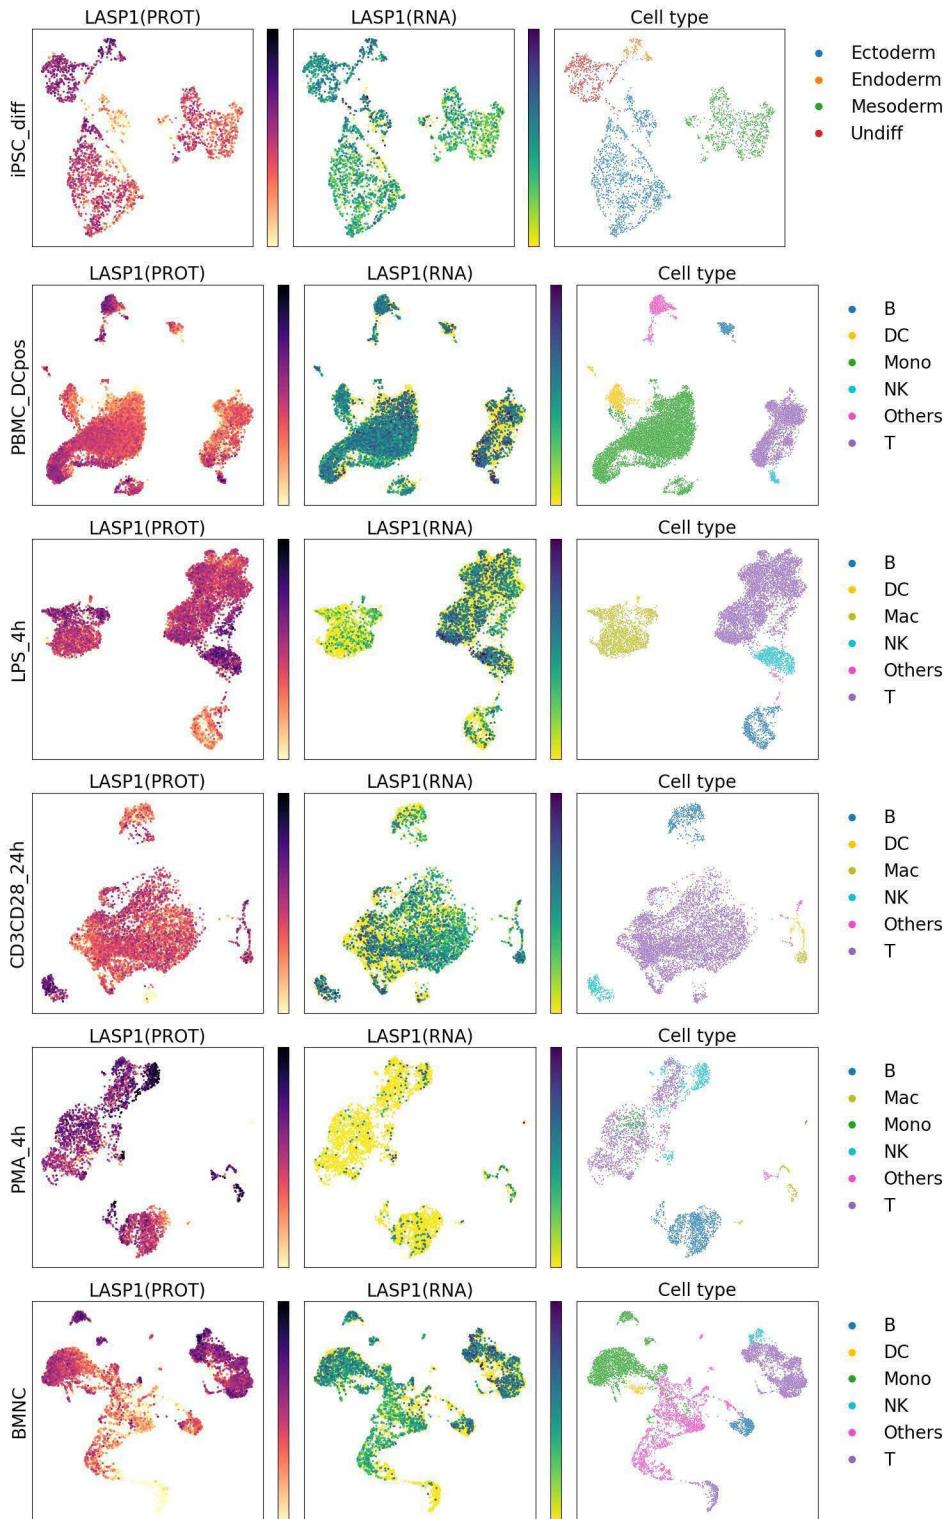 LASP1(PROT) LASP1(RNA) Cell type
iPSC_diff
Ectoderm
Endoderm
Mesoderm
Undiff
LASP1(PROT) LASP1(RNA) Cell type
PBMC_DCpos
B
DC
Mono
NK
Others
T
LASP1(PROT) LASP1(RNA) Cell type
LPS_4h
B
DC
Mac
NK
Others
T
LASP1(PROT) LASP1(RNA) Cell type
CD3CD28_24h
B
DC
Mac
NK
Others
T
LASP1(PROT) LASP1(RNA) Cell type
PMA_4h
B
Mac
Mono
NK
Others
T
LASP1(PROT) LASP1(RNA) Cell type
BMNC
B
DC
Mono
NK
Others
T